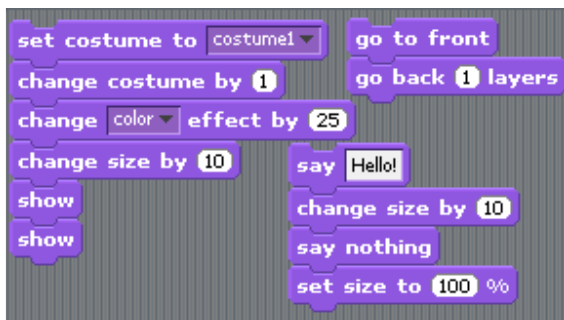 set costume to costume1
change costume by 1
change color effect by 25
change size by 10
show
show
go to front
go back 1 layers
say Hello!
change size by 10
say nothing
set size to 100 %